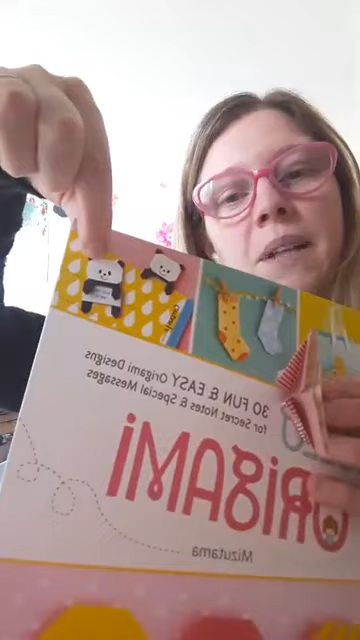 30 FUN & EASY Origami Designs
for Secret Notes & Special Messages
ORIGAMI
Mizutama